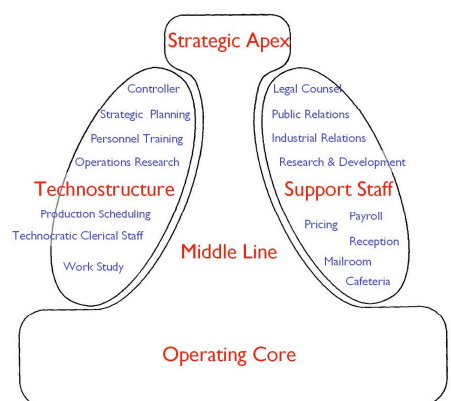 Strategic Apex
Controller
Strategic Planning
Personnel Training
Operations Research
Technostructure
Production Scheduling
Technocratic Clerical Staff
Work Study
Legal Counsel
Public Relations
Industrial Relations
Research & Development
Support Staff
Pricing
Payroll
Reception
Mailroom
Cafeteria
Middle Line
Operating Core